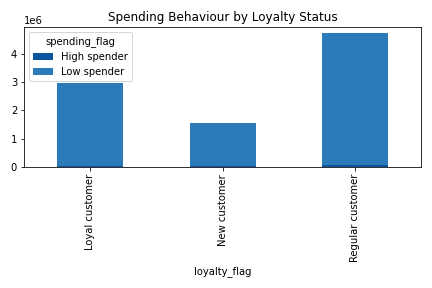 Spending Behaviour by Loyalty Status
1e6
spending_flag
High spender
Low spender
4
3
2
1
0
Loyal customer
New customer
Regular customer
loyalty_flag